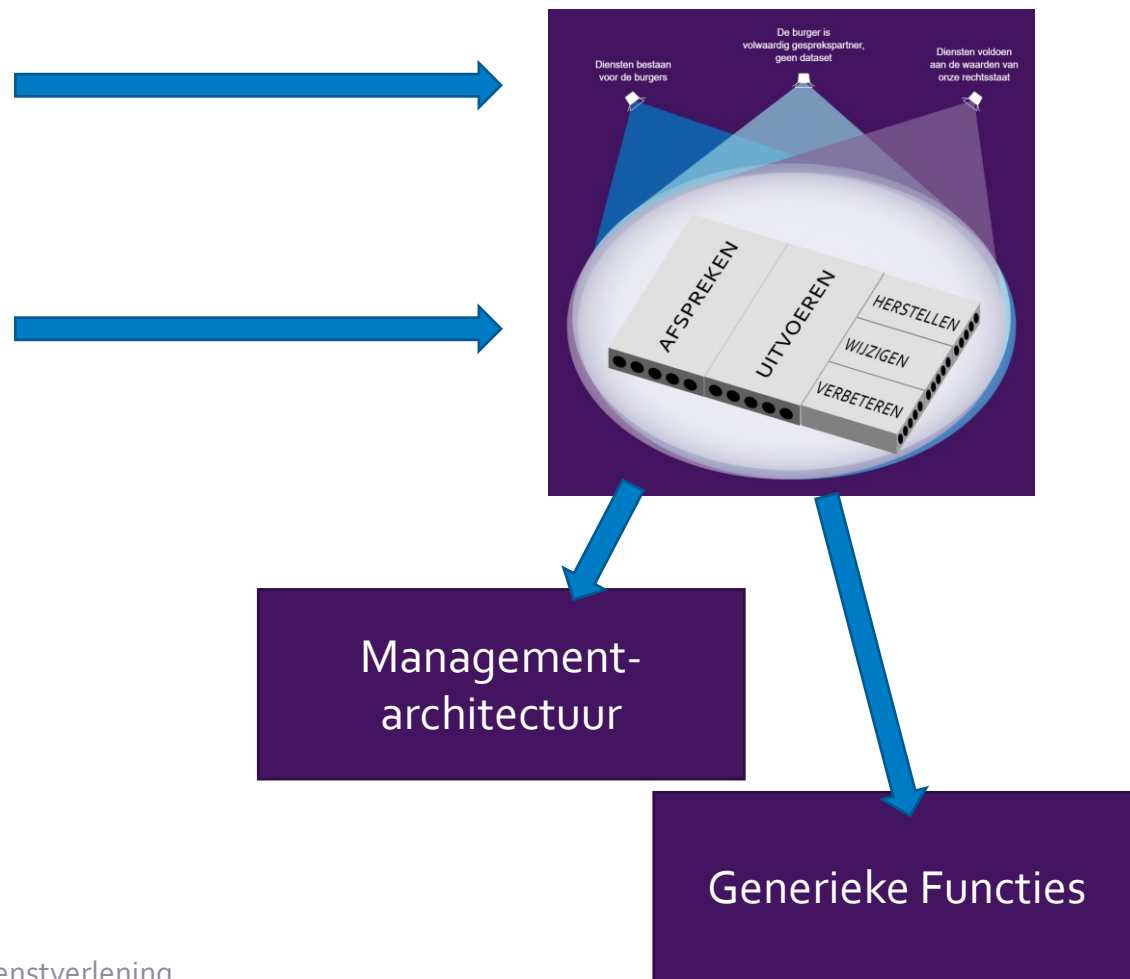 De burger is
volwaardig gesprekspartner,
geen dataset
Diensten bestaan
voor de burgers
Diensten voldoen
aan de waarden van
onze rechtsstaat
AFSPREKEN
UITVOEREN
HERSTELLEN
WIJZIGEN
VERBETEREN
Management-
architectuur
Generieke Functies